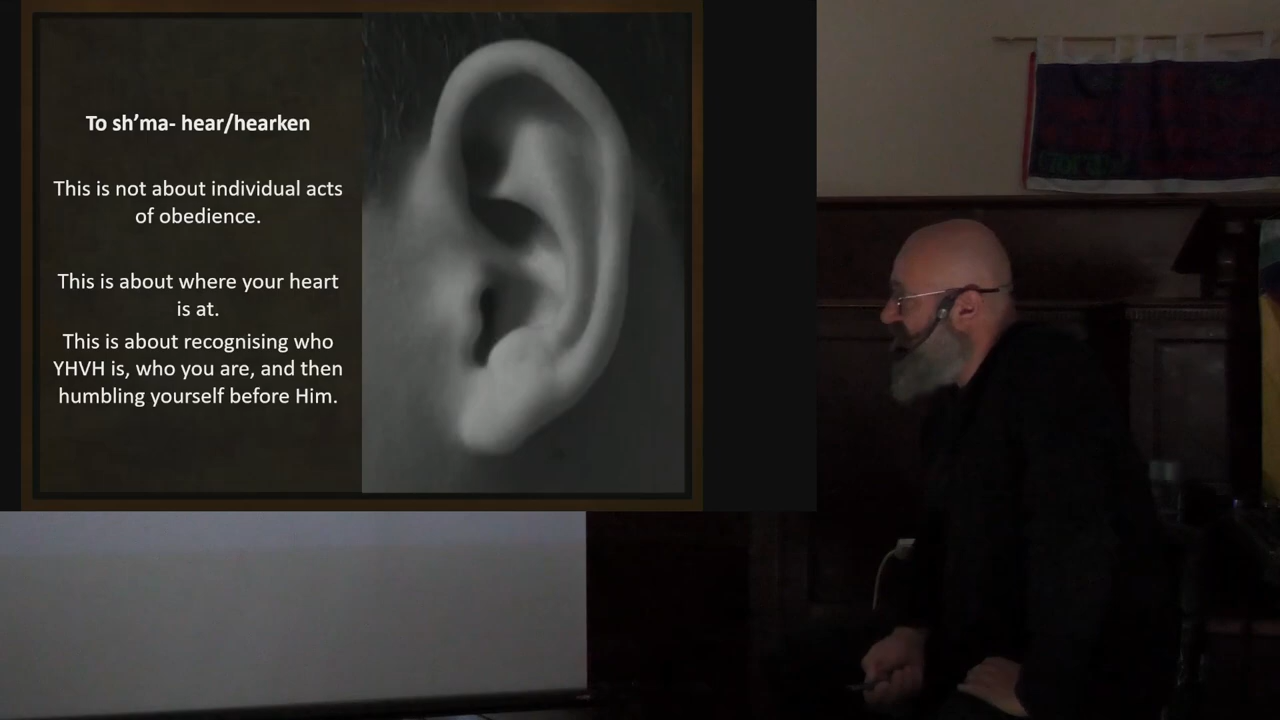 To sh’ma- hear/hearken
This is not about individual acts
of obedience.
This is about where your heart
is at.
This is about recognising who
YHVH is, who you are, and then
humbling yourself before Him.